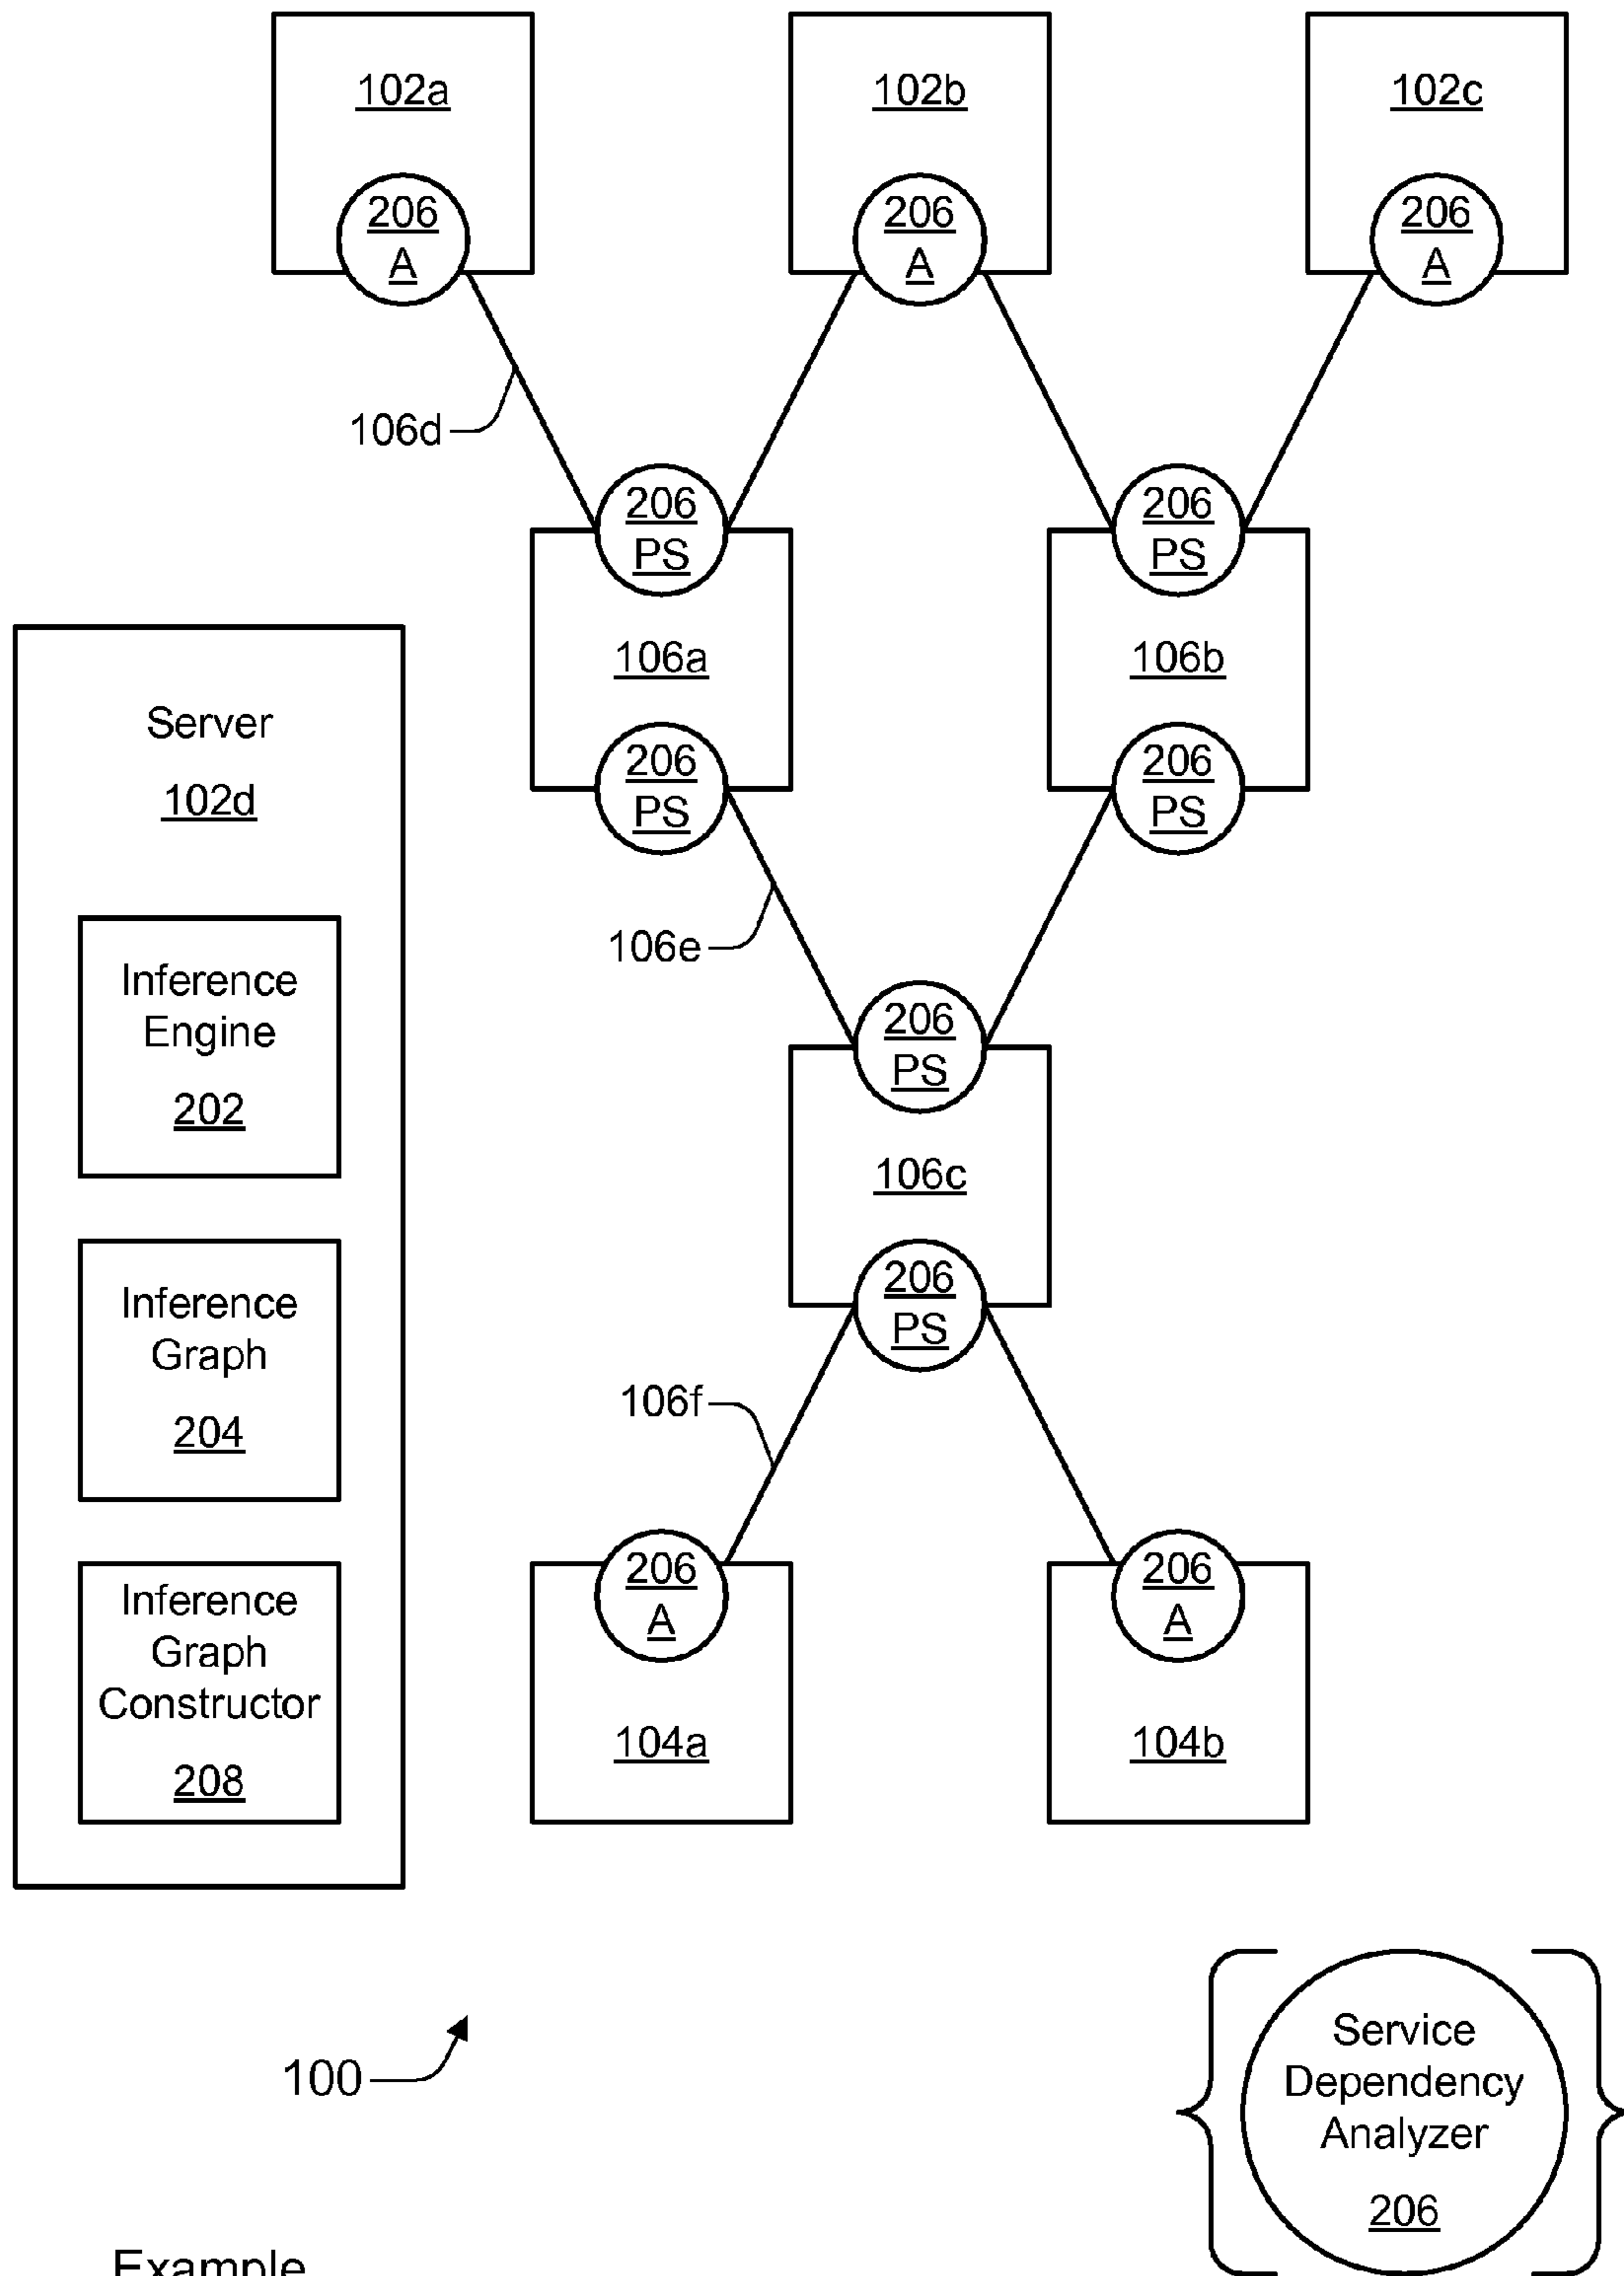 102a
102b
102c
206
A
206
A
206
A
106d
206
PS
206
PS
106a
106b
206
PS
206
PS
Server
102d
106e
Inference
Engine
202
206
PS
106c
206
PS
Inference
Graph
204
106f
206
A
206
A
Inference
Graph
Constructor
208
104a
104b
100
Service
Dependency
Analyzer
206
Example